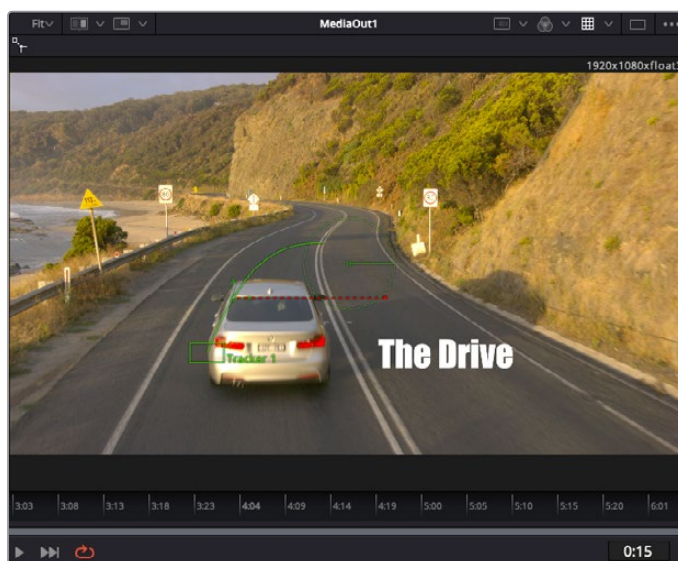 Fit MediaOut1
1920x1080xfloat3
40
Tracker 1
The Drive
3:03 3:08 3:13 3:18 3:23 4:04 4:09 4:14 4:19 5:00 5:05 5:10 5:15 5:20 6:01
0:15